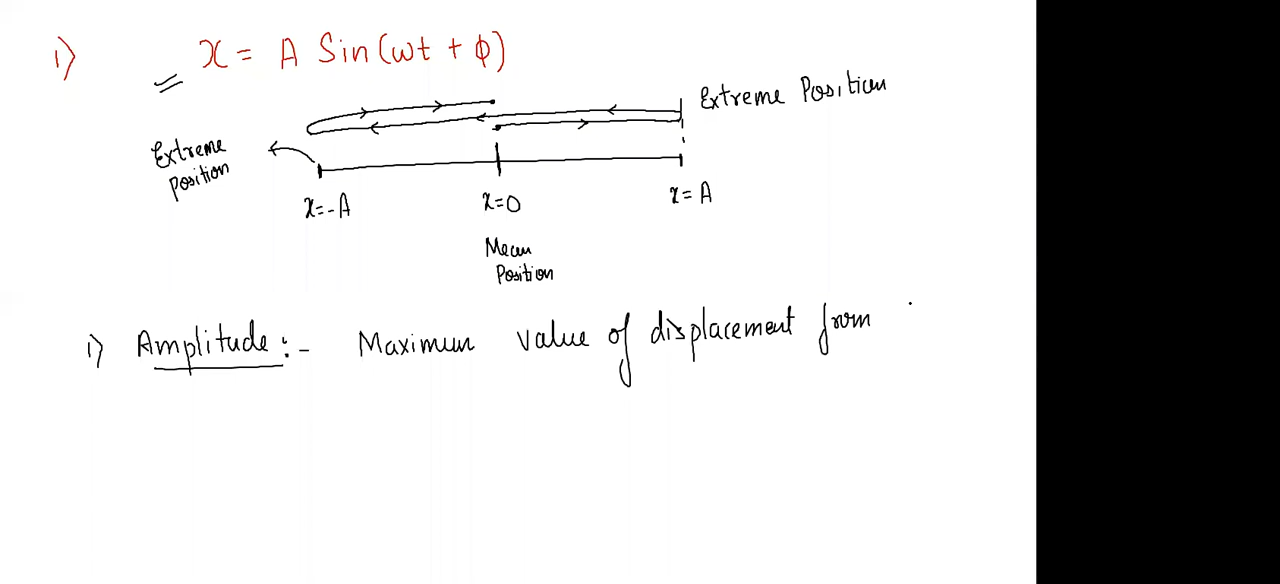 1) x = A Sin(ωt + ϕ)
Extreme Position
Extreme
Position
x=-A
x=0
x= A
Mean
Position
1) Amplitude:- Maximum value of displacement from